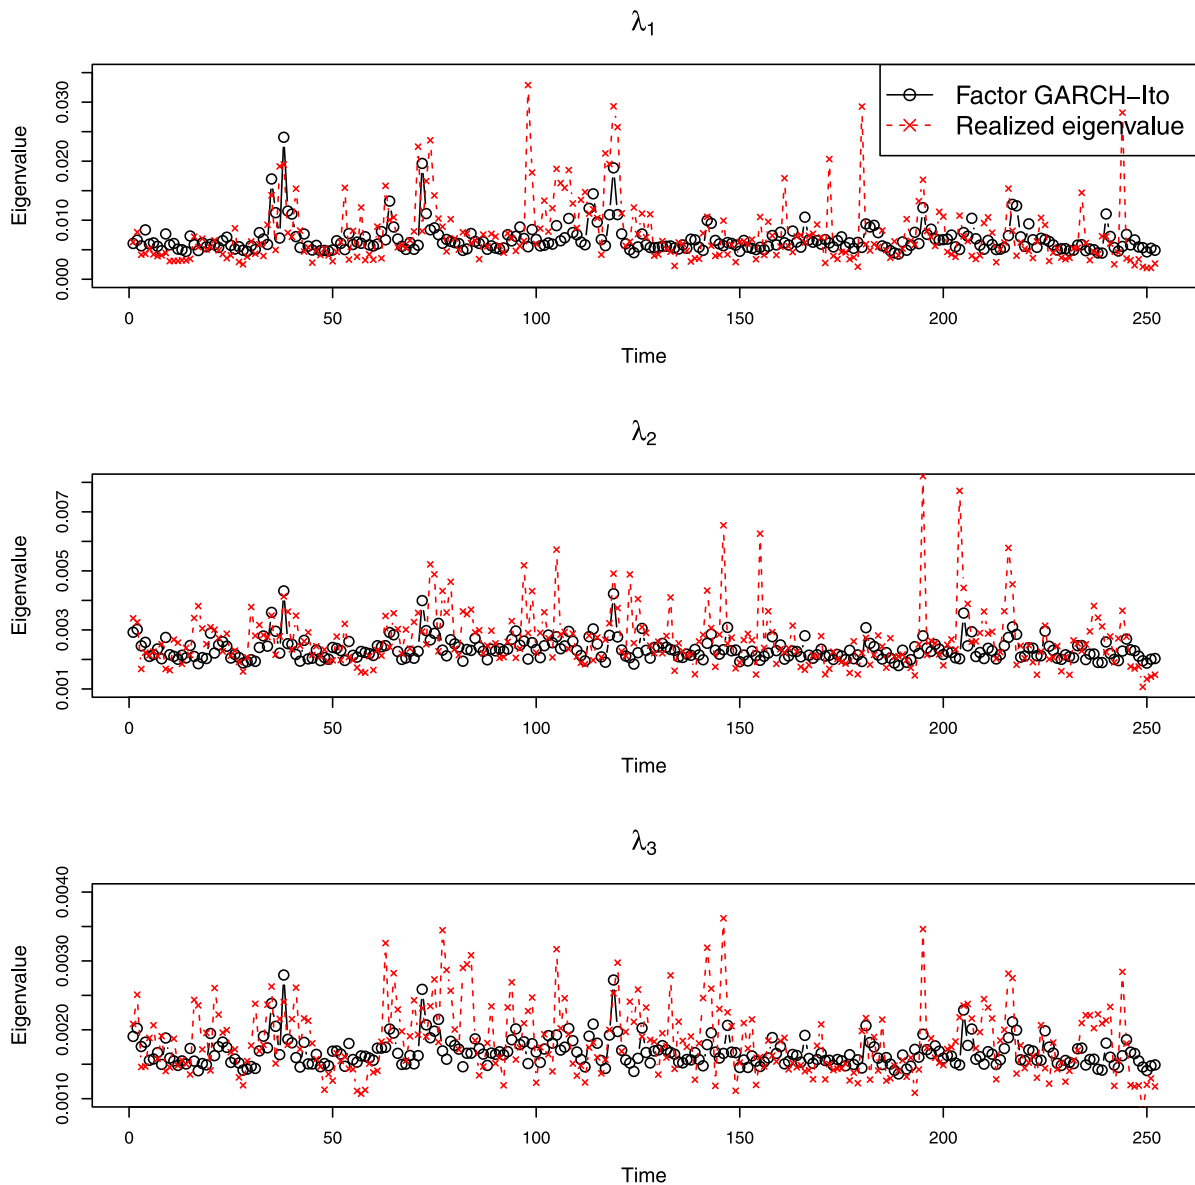 λ1
Eigenvalue
0.030
0.020
0.010
0.000
Factor GARCH–Ito
Realized eigenvalue
0 50 100 150 200 250
Time
λ2
Eigenvalue
0.007
0.005
0.003
0.001
0 50 100 150 200 250
Time
λ3
Eigenvalue
0.0040
0.0030
0.0020
0.0010
0 50 100 150 200 250
Time